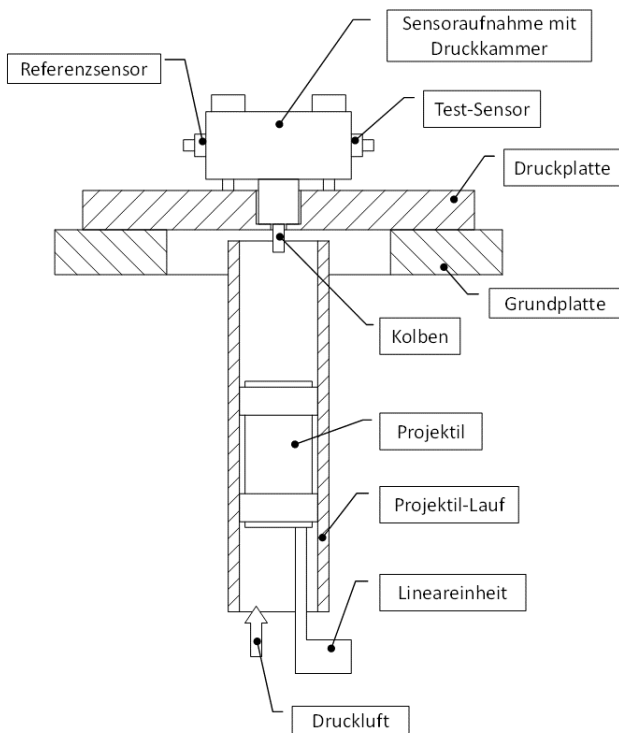 Sensoraufnahme mit
Druckkammer
Referenzsensor
Test-Sensor
Druckplatte
Grundplatte
Kolben
Projektil
Projektil-Lauf
Lineareinheit
Druckluft